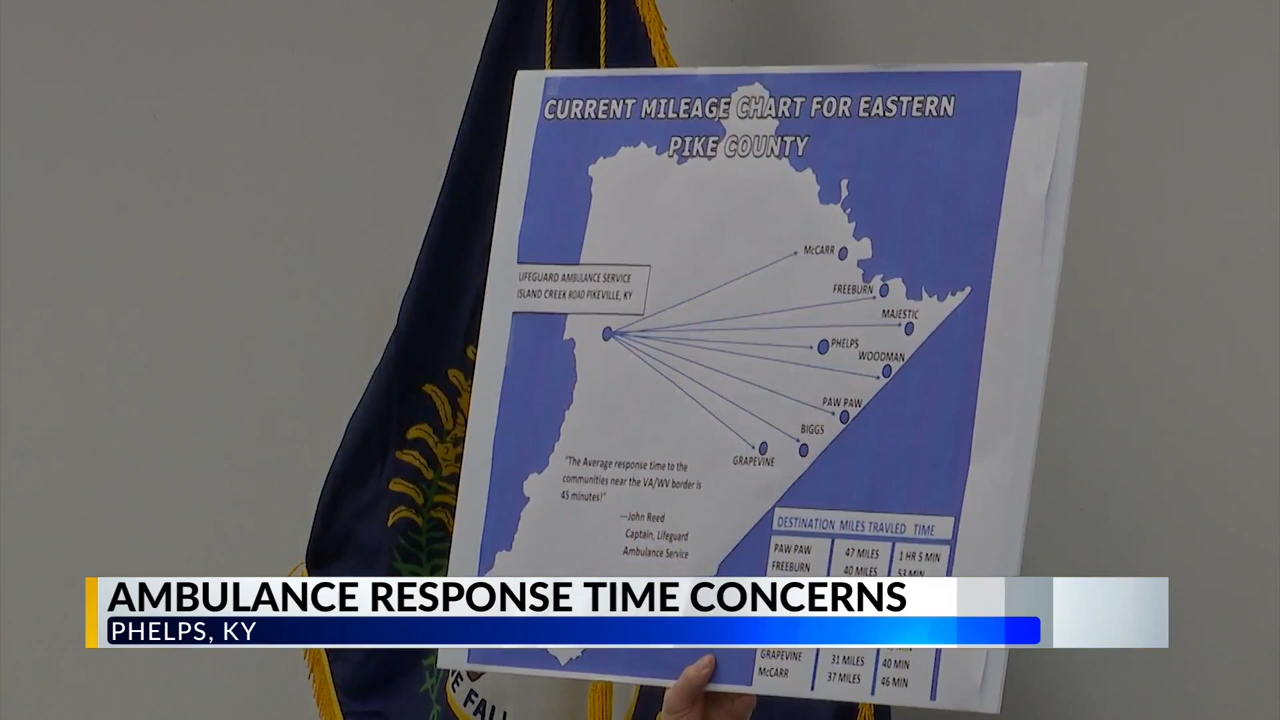 CURRENT MILEAGE CHART FOR EASTERN
PIKE COUNTY
LIFEGUARD AMBULANCE SERVICE
ISLAND CREEK ROAD PIKEVILLE, KY
McCARR
FREEBURN
MAJESTIC
PHELPS
WOODMAN
PAW PAW
BIGGS
GRAPEVINE
"The Average response time to the
communities near the VA/WV border is
45 minutes!"
—John Reed
Captain, Lifeguard
Ambulance Service
DESTINATION MILES TRAVLED TIME
PAW PAW 47 MILES 1 HR 5 MIN
FREEBURN 40 MILES 53 MIN
AMBULANCE RESPONSE TIME CONCERNS
PHELPS, KY
GRAPEVINE 31 MILES 40 MIN
McCARR 37 MILES 46 MIN